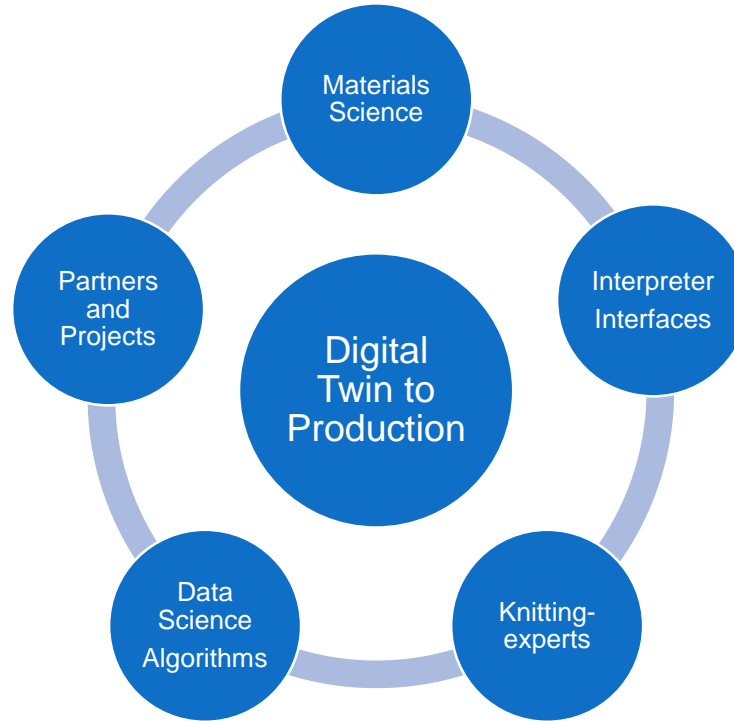 Materials
Science
Interpreter
Interfaces
Partners
and
Projects
Digital
Twin to
Production
Data
Science
Algorithms
Knitting-
experts